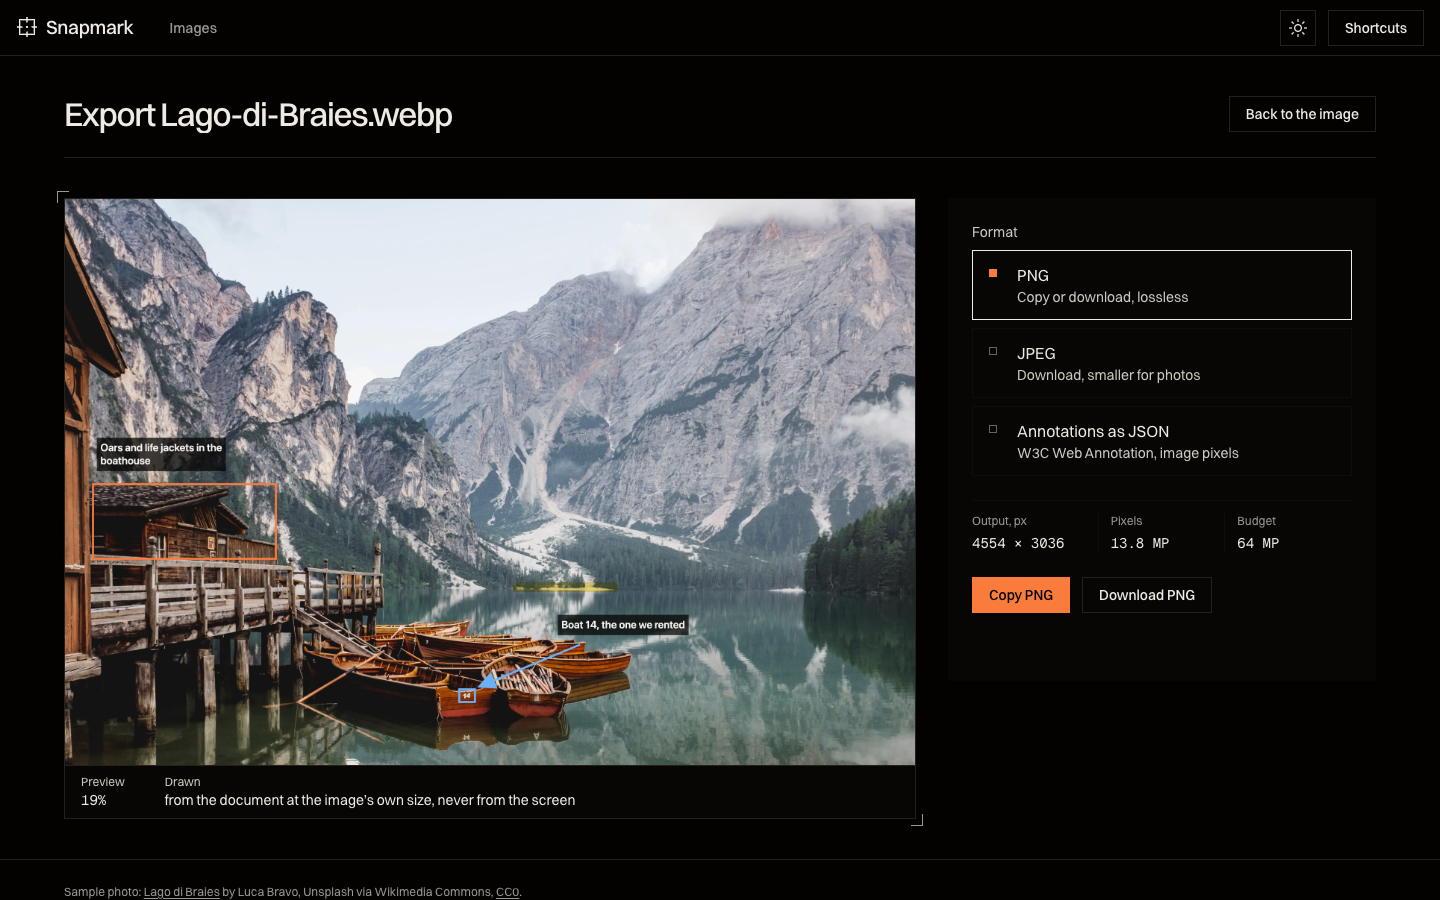 Snapmark
Images
Shortcuts
Export Lago-di-Braies.webp
Back to the image
Oars and life jackets in the
boathouse
Boat 14, the one we rented
14
Preview
19%
Drawn
from the document at the image's own size, never from the screen
Format
PNG
Copy or download, lossless
JPEG
Download, smaller for photos
Annotations as JSON
W3C Web Annotation, image pixels
Output, px
4554 × 3036
Pixels
13.8 MP
Budget
64 MP
Copy PNG
Download PNG
Sample photo: Lago di Braies by Luca Bravo, Unsplash via Wikimedia Commons, CC0.